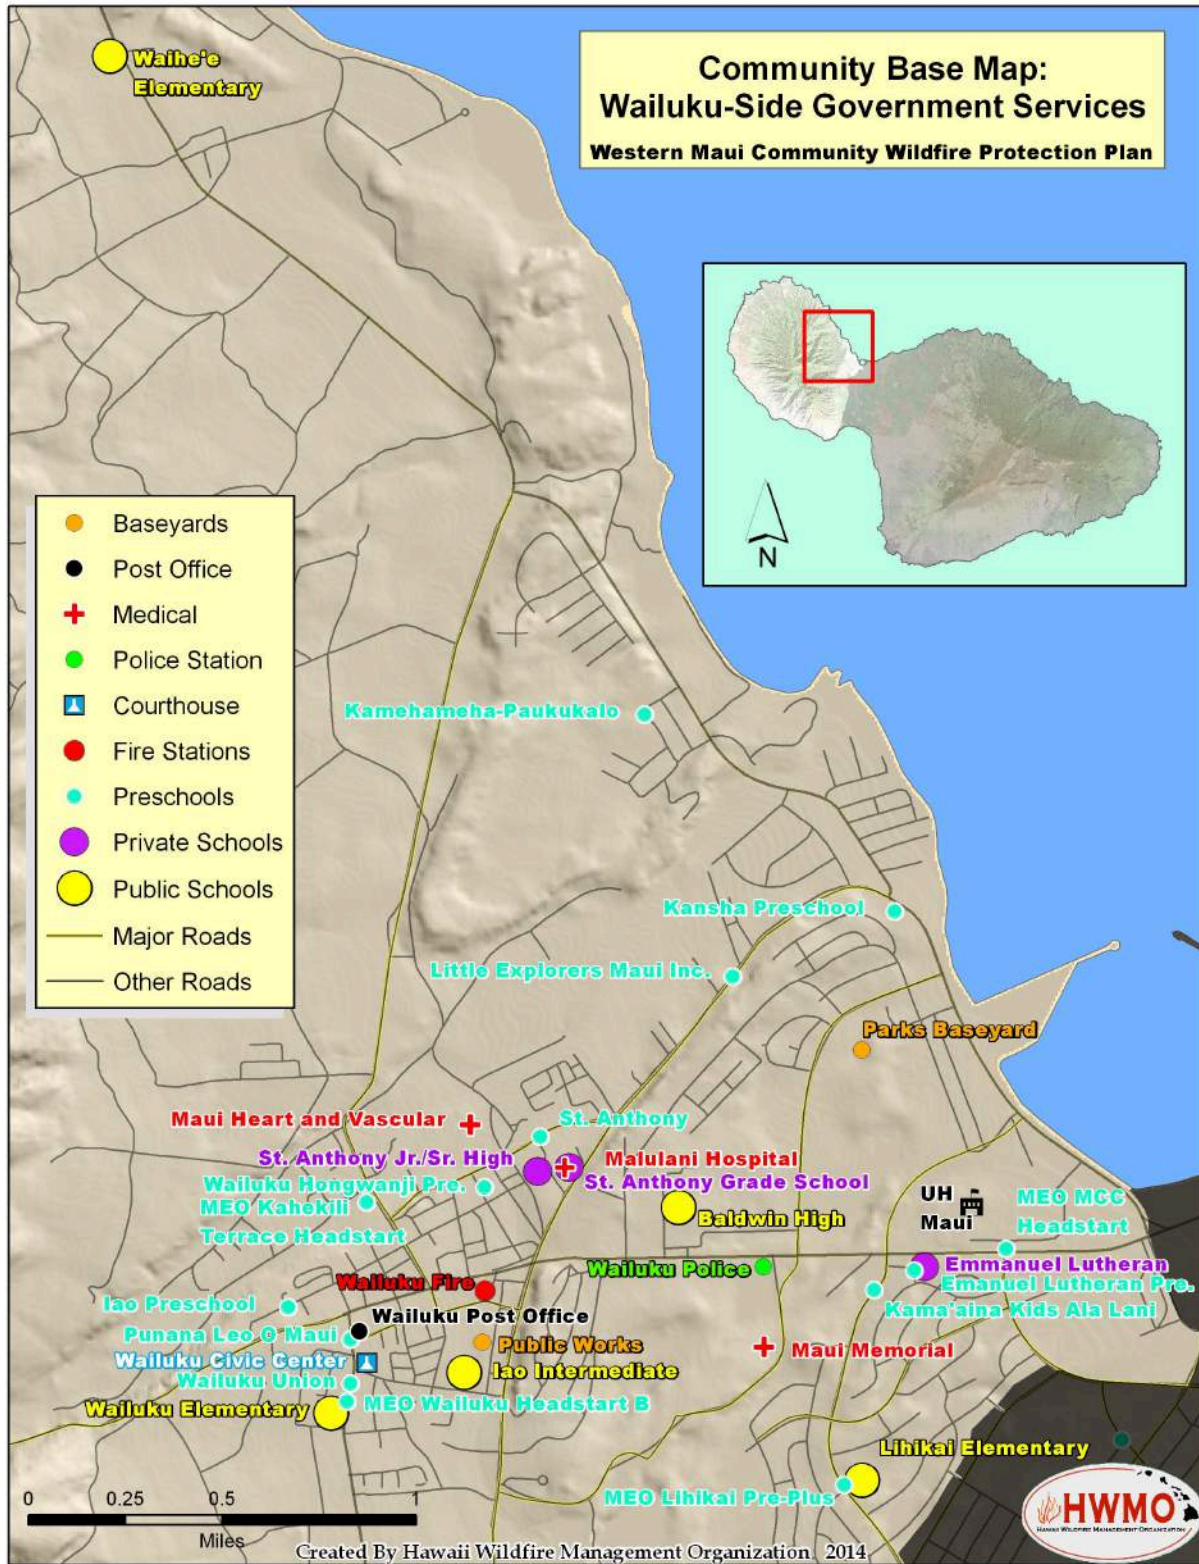 Waihe'e
Elementary
Community Base Map:
Wailuku-Side Government Services
Western Maui Community Wildfire Protection Plan
N
Baseyards
Post Office
Medical
Police Station
Courthouse
Fire Stations
Preschools
Private Schools
Public Schools
Major Roads
Other Roads
Kamehameha-Paukukalo
Kansha Preschool
Little Explorers Maui Inc.
Parks Baseyard
Maui Heart and Vascular
St. Anthony
St. Anthony Jr./Sr. High
Malulani Hospital
Wailuku Hongwanji Pre.
St. Anthony Grade School
MEO Kahekili
Terrace Headstart
Baldwin High
UH
Maui
MEO MCC
Headstart
Wailuku Police
Emmanuel Lutheran
Emanuel Lutheran Pre.
Wailuku Fire
Iao Preschool
Kama'aina Kids Ala Lani
Wailuku Post Office
Punana Leo O Maui
Public Works
Maui Memorial
Wailuku Civic Center
Iao Intermediate
Wailuku Union
MEO Wailuku Headstart B
Wailuku Elementary
Lihikai Elementary
MEO Lihikai Pre-Plus
0 0.25 0.5 1
Miles
HWMO
HAWAII WILDFIRE MANAGEMENT ORGANIZATION
Created By Hawaii Wildfire Management Organization 2014